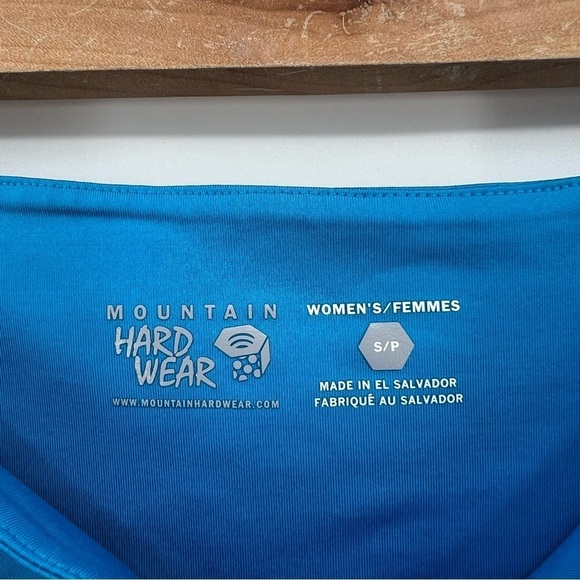 MOUNTAIN
HARD
WEAR
WWW.MOUNTAINHARDWEAR.COM
WOMEN'S/FEMMES
S/P
MADE IN EL SALVADOR
FABRIQUÉ AU SALVADOR